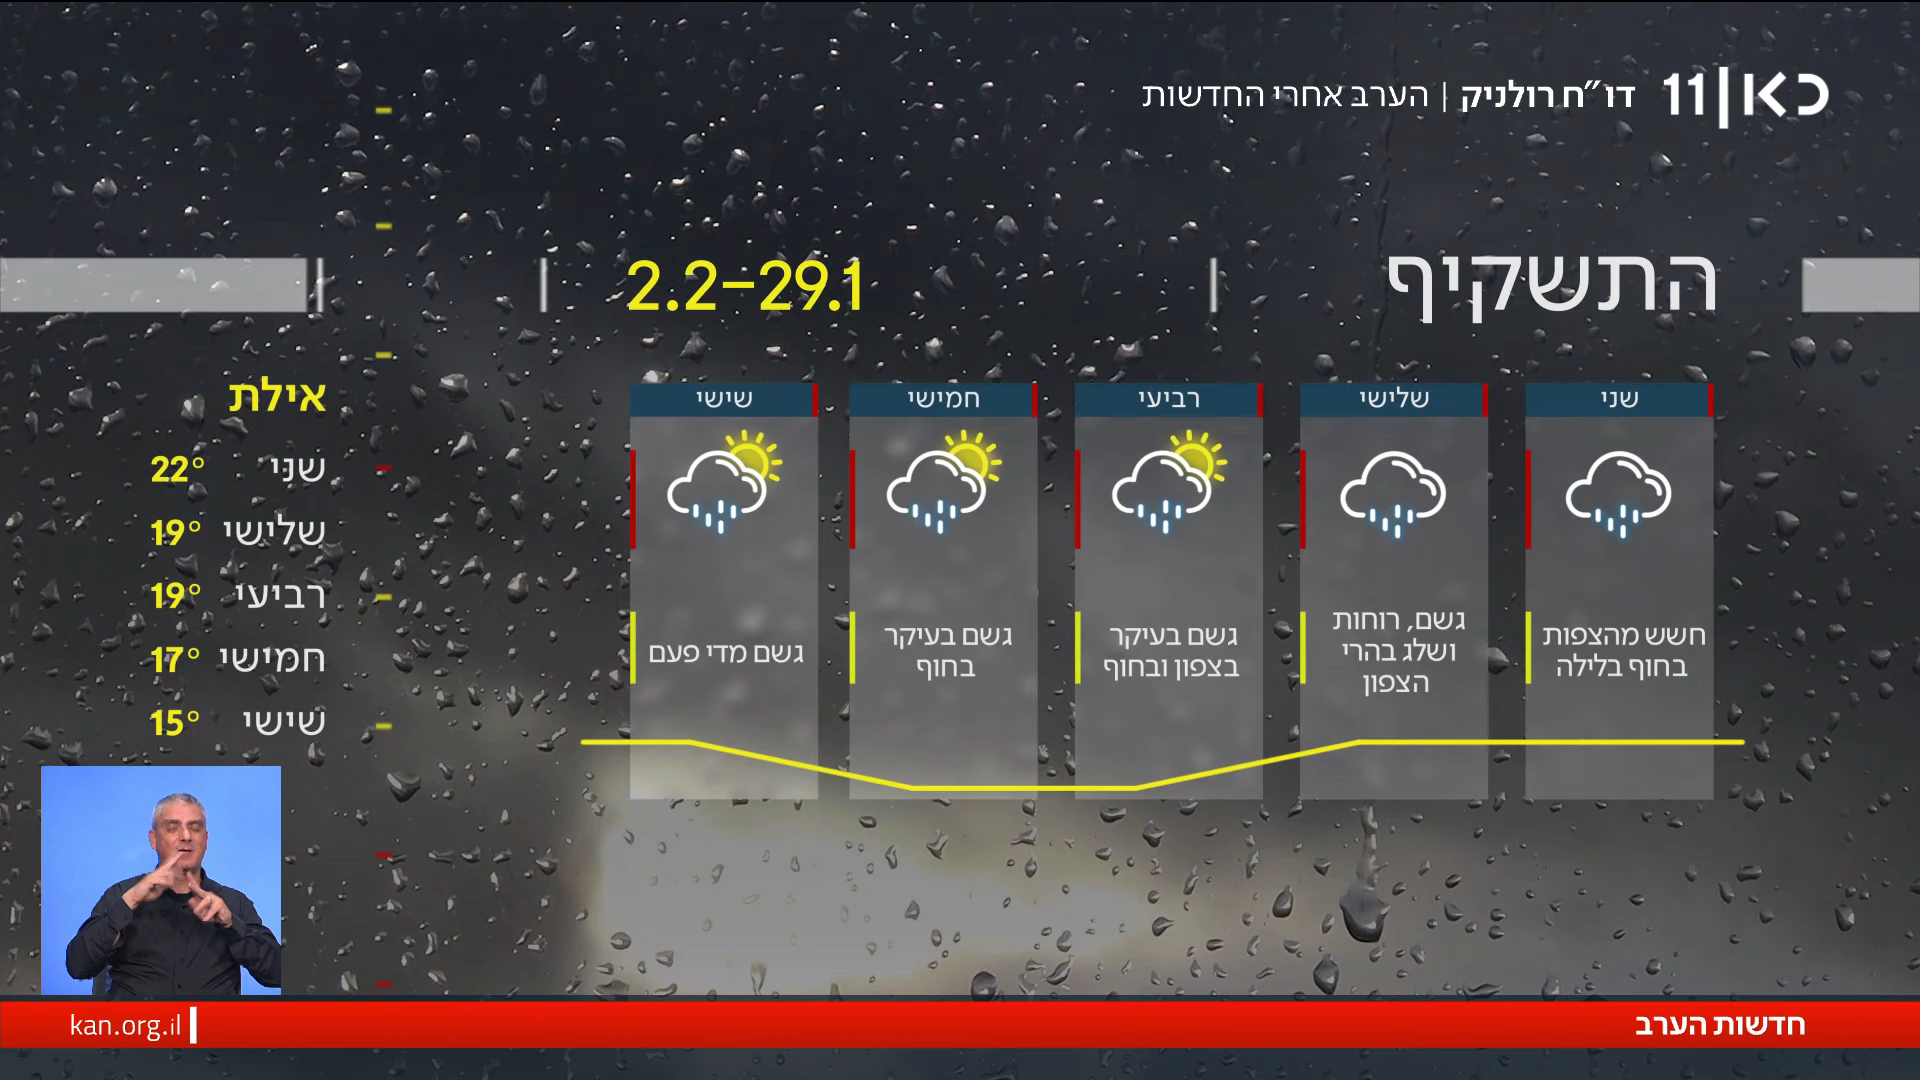 כאן|11 דו״ח רולניק | הערב אחרי החדשות
התשקיף
2.2–29.1
שני
חשש מהצפות
בחוף בלילה
שלישי
גשם, רוחות
ושלג בהרי
הצפון
רביעי
גשם בעיקר
בצפון ובחוף
חמישי
גשם בעיקר
בחוף
שישי
גשם מדי פעם
אילת
שני 22°
שלישי 19°
רביעי 19°
חמישי 17°
שישי 15°
חדשות הערב
kan.org.il